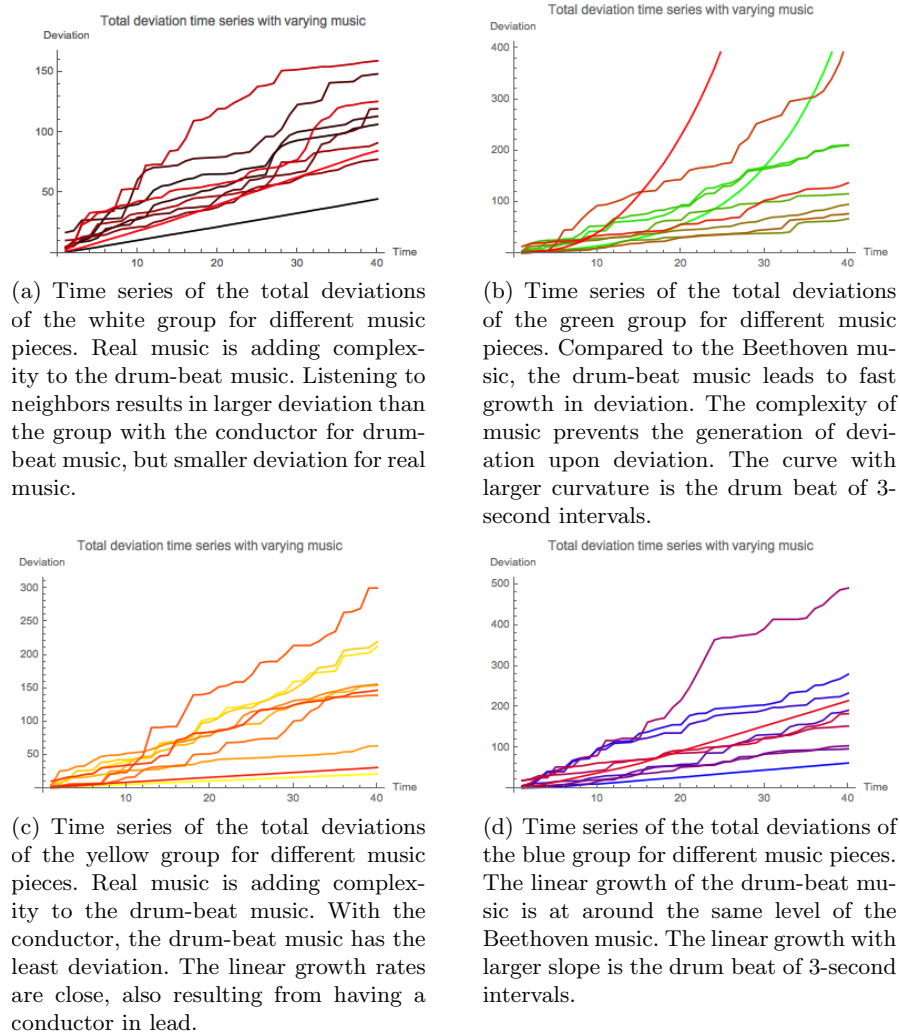 Total deviation time series with varying music
Deviation
150
100
50
10
20
30
40
Time
(a) Time series of the total deviations
of the white group for different music
pieces. Real music is adding complex-
ity to the drum-beat music. Listening to
neighbors results in larger deviation than
the group with the conductor for drum-
beat music, but smaller deviation for real
music.
Total deviation time series with varying music
Deviation
400
300
200
100
10
20
30
40
Time
(b) Time series of the total deviations
of the green group for different music
pieces. Compared to the Beethoven mu-
sic, the drum-beat music leads to fast
growth in deviation. The complexity of
music prevents the generation of devi-
ation upon deviation. The curve with
larger curvature is the drum beat of 3-
second intervals.
Total deviation time series with varying music
Deviation
300
250
200
150
100
50
10
20
30
40
Time
(c) Time series of the total deviations
of the yellow group for different music
pieces. Real music is adding complex-
ity to the drum-beat music. With the
conductor, the drum-beat music has the
least deviation. The linear growth rates
are close, also resulting from having a
conductor in lead.
Total deviation time series with varying music
Deviation
500
400
300
200
100
10
20
30
40
Time
(d) Time series of the total deviations of
the blue group for different music pieces.
The linear growth of the drum-beat mu-
sic is at around the same level of the
Beethoven music. The linear growth with
larger slope is the drum beat of 3-second
intervals.